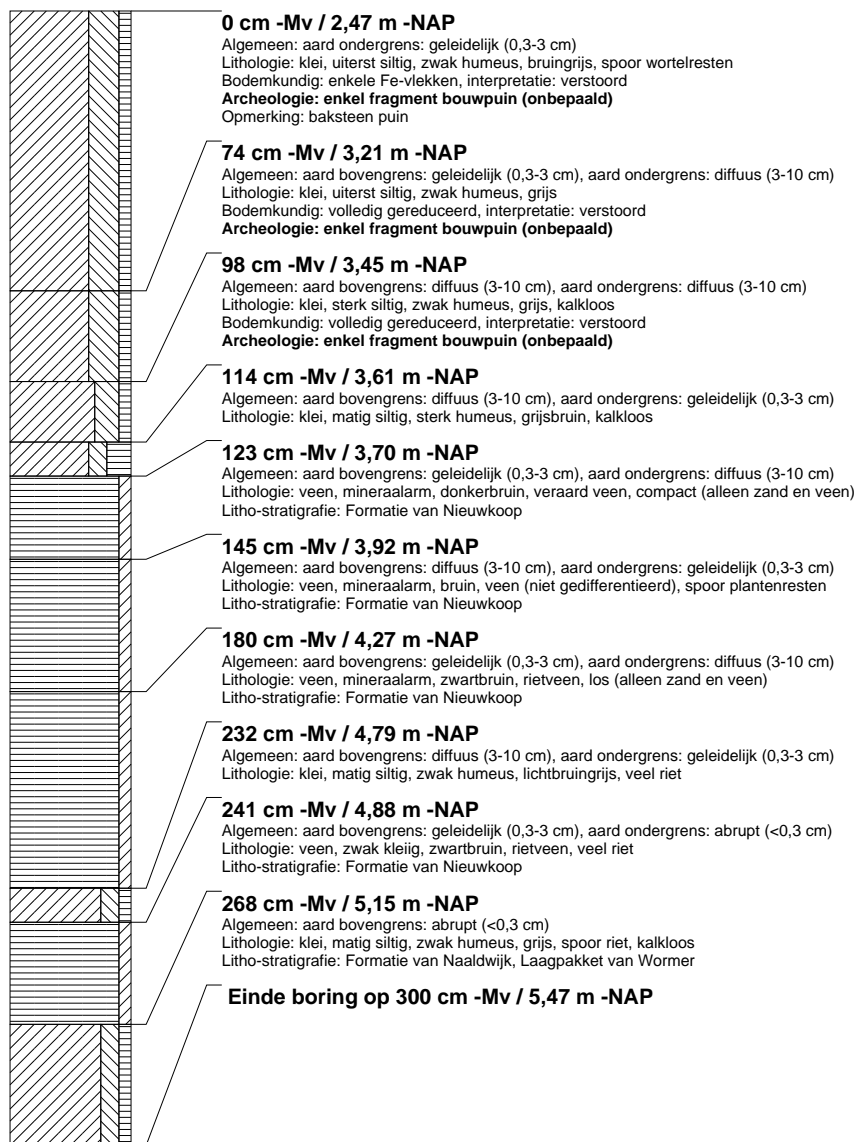 0 cm -Mv / 2,47 m -NAP
Algemeen: aard ondergrens: geleidelijk (0,3-3 cm)
Lithologie: klei, uiterst siltig, zwak humeus, bruingrijs, spoor wortelresten
Bodemkundig: enkele Fe-vlekken, interpretatie: verstoord
Archeologie: enkel fragment bouwpuin (onbepaald)
Opmerking: baksteen puin
74 cm -Mv / 3,21 m -NAP
Algemeen: aard bovengrens: geleidelijk (0,3-3 cm), aard ondergrens: diffuus (3-10 cm)
Lithologie: klei, uiterst siltig, zwak humeus, grijs
Bodemkundig: volledig gereduceerd, interpretatie: verstoord
Archeologie: enkel fragment bouwpuin (onbepaald)
98 cm -Mv / 3,45 m -NAP
Algemeen: aard bovengrens: diffuus (3-10 cm), aard ondergrens: diffuus (3-10 cm)
Lithologie: klei, sterk siltig, zwak humeus, grijs, kalkloos
Bodemkundig: volledig gereduceerd, interpretatie: verstoord
Archeologie: enkel fragment bouwpuin (onbepaald)
114 cm -Mv / 3,61 m -NAP
Algemeen: aard bovengrens: diffuus (3-10 cm), aard ondergrens: geleidelijk (0,3-3 cm)
Lithologie: klei, matig siltig, sterk humeus, grijsbruin, kalkloos
123 cm -Mv / 3,70 m -NAP
Algemeen: aard bovengrens: geleidelijk (0,3-3 cm), aard ondergrens: diffuus (3-10 cm)
Lithologie: veen, mineraalarm, donkerbruin, veraard veen, compact (alleen zand en veen)
Litho-stratigrafie: Formatie van Nieuwkoop
145 cm -Mv / 3,92 m -NAP
Algemeen: aard bovengrens: diffuus (3-10 cm), aard ondergrens: geleidelijk (0,3-3 cm)
Lithologie: veen, mineraalarm, bruin, veen (niet gedifferentieerd), spoor plantenresten
Litho-stratigrafie: Formatie van Nieuwkoop
180 cm -Mv / 4,27 m -NAP
Algemeen: aard bovengrens: geleidelijk (0,3-3 cm), aard ondergrens: diffuus (3-10 cm)
Lithologie: veen, mineraalarm, zwartbruin, rietveen, los (alleen zand en veen)
Litho-stratigrafie: Formatie van Nieuwkoop
232 cm -Mv / 4,79 m -NAP
Algemeen: aard bovengrens: diffuus (3-10 cm), aard ondergrens: geleidelijk (0,3-3 cm)
Lithologie: klei, matig siltig, zwak humeus, lichtbruingrijs, veel riet
241 cm -Mv / 4,88 m -NAP
Algemeen: aard bovengrens: geleidelijk (0,3-3 cm), aard ondergrens: abrupt (<0,3 cm)
Lithologie: veen, zwak kleiig, zwartbruin, rietveen, veel riet
Litho-stratigrafie: Formatie van Nieuwkoop
268 cm -Mv / 5,15 m -NAP
Algemeen: aard bovengrens: abrupt (<0,3 cm)
Lithologie: klei, matig siltig, zwak humeus, grijs, spoor riet, kalkloos
Litho-stratigrafie: Formatie van Naaldwijk, Laagpakket van Wormer
Einde boring op 300 cm -Mv / 5,47 m -NAP